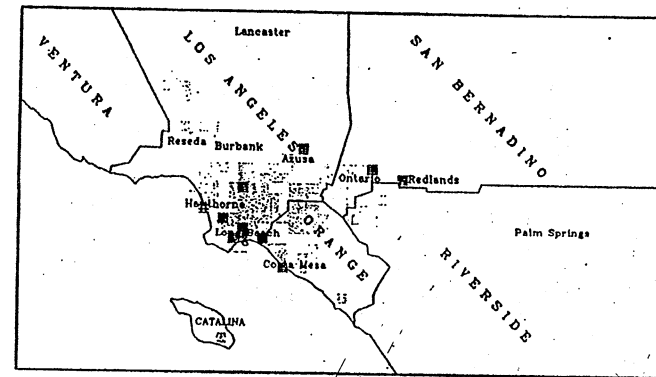 Lancaster
VENTURA
LOS ANGELES
SAN BERNADINO
Reseda
Burbank
Azusa
Ontario
Redlands
Hawthorne
Long Beach
ORANGE
Palm Springs
Costa Mesa
RIVERSIDE
CATALINA